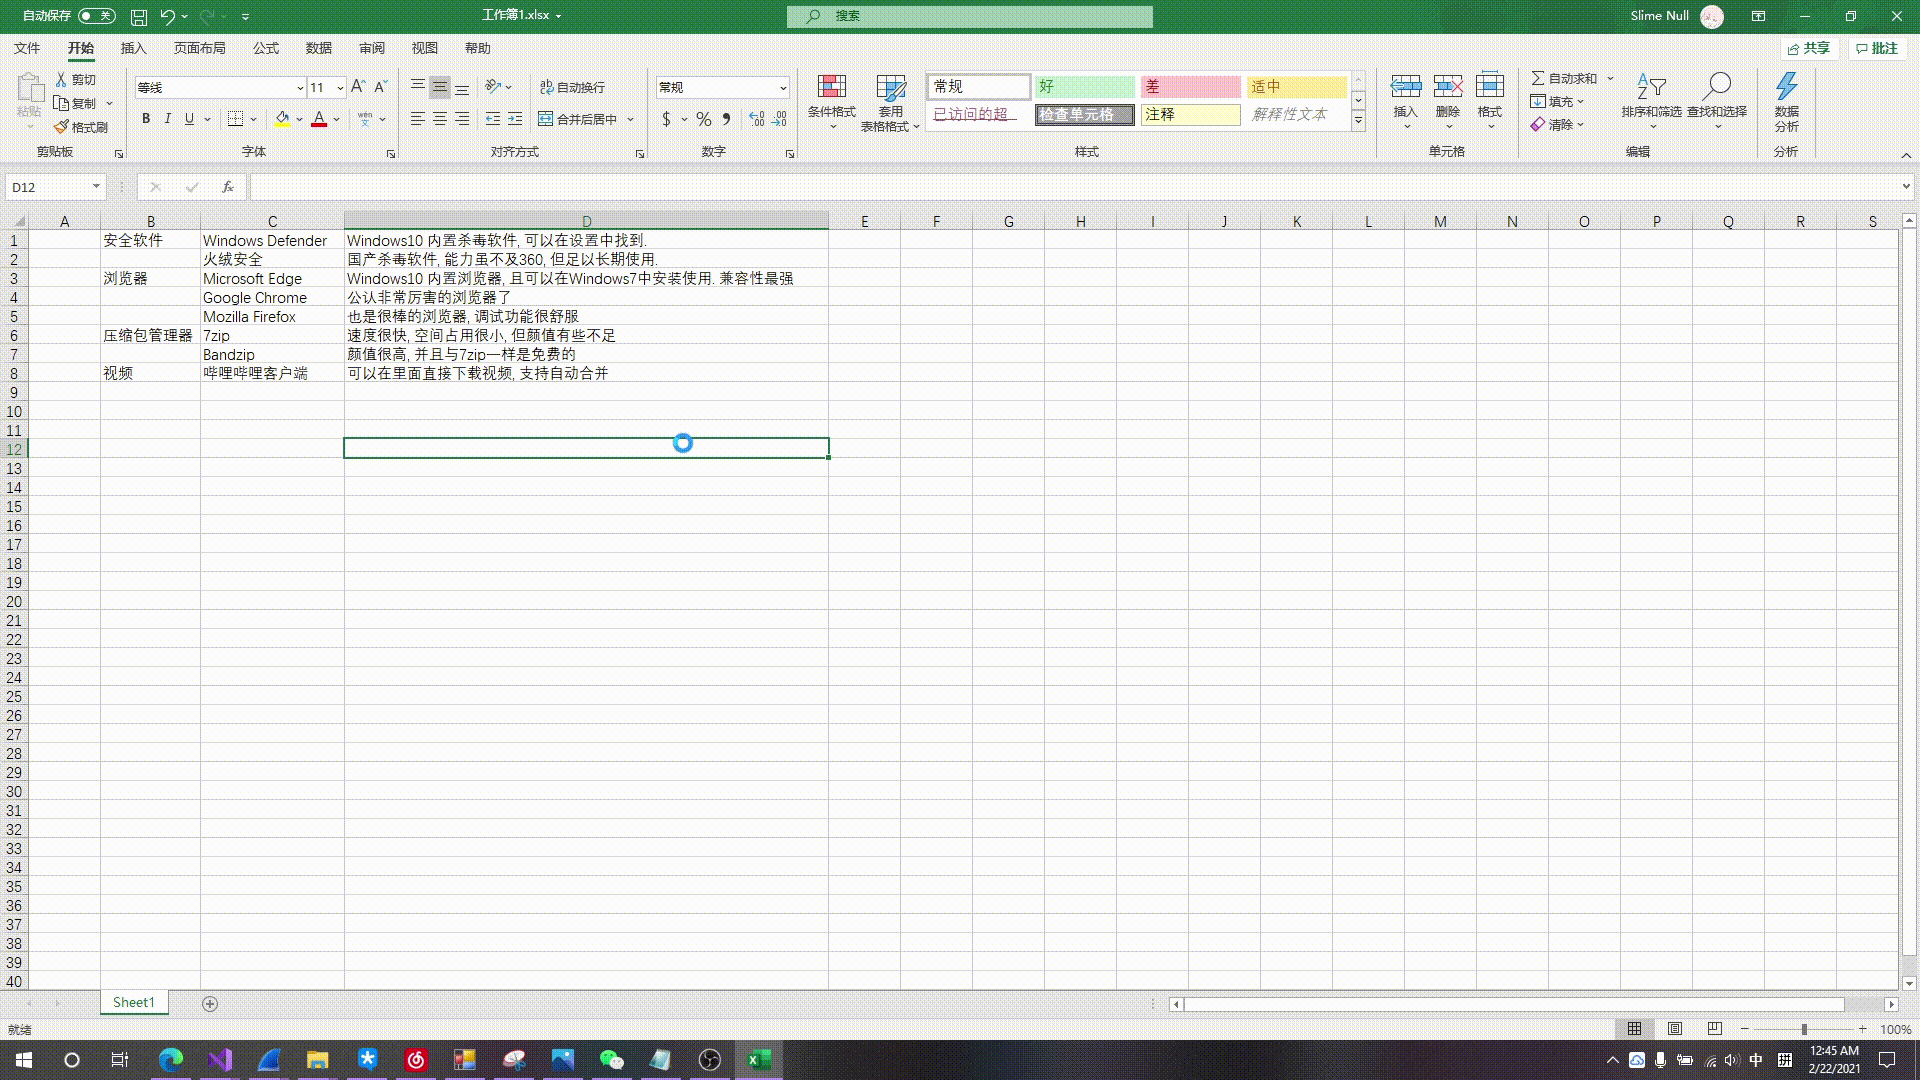 自动保存 关 工作簿1.xlsx 搜索 Slime Null
文件 开始 插入 页面布局 公式 数据 审阅 视图 帮助 共享 批注
粘贴 剪切 复制 格式刷 剪贴板
等线 11 A A B I U A wén 文 字体
ab 自动换行 合并后居中 对齐方式
常规 $ % 数字
条件格式 套用 表格格式
常规 好 差 适中
已访问的超... 检查单元格 注释 解释性文本 样式
插入 删除 格式 单元格
自动求和 填充 清除 排序和筛选 查找和选择 编辑
数据 分析 分析
D12 fx
A B C D E F G H I J K L M N O P Q R S
1 安全软件 Windows Defender Windows10 内置杀毒软件, 可以在设置中找到.
2 火绒安全 国产杀毒软件, 能力虽不及360, 但足以长期使用.
3 浏览器 Microsoft Edge Windows10 内置浏览器, 且可以在Windows7中安装使用. 兼容性最强
4 Google Chrome 公认非常厉害的浏览器了
5 Mozilla Firefox 也是很棒的浏览器, 调试功能很舒服
6 压缩包管理器 7zip 速度很快, 空间占用很小, 但颜值有些不足
7 Bandzip 颜值很高, 并且与7zip一样是免费的
8 视频 哔哩哔哩客户端 可以在里面直接下载视频, 支持自动合并
9
10
11
12
13
14
15
16
17
18
19
20
21
22
23
24
25
26
27
28
29
30
31
32
33
34
35
36
37
38
39
40
Sheet1
就绪 100%
中 拼 12:45 AM
2/22/2021